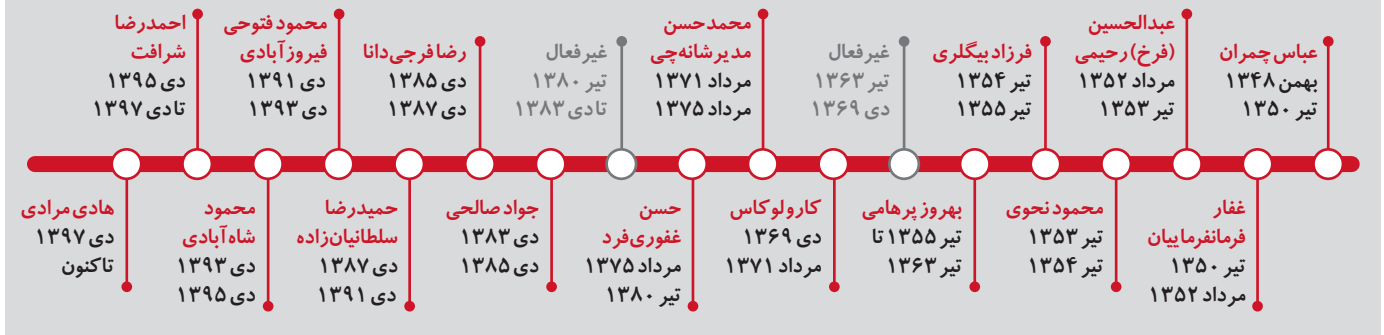 عباس چمران
بهمن ۱۳۴۸
تیر ۱۳۵۰
غفار
فرمانفرماییان
تیر ۱۳۵۰
مرداد ۱۳۵۲
عبدالحسین
(فرخ) رحیمی
مرداد ۱۳۵۲
تیر ۱۳۵۳
محمود نحوی
تیر ۱۳۵۳
تیر ۱۳۵۴
فرزاد بیگلری
تیر ۱۳۵۴
تیر ۱۳۵۵
بهروز پرهامی
تیر ۱۳۵۵ تا
تیر ۱۳۶۳
غیرفعال
تیر ۱۳۶۳
دی ۱۳۶۹
کارو لوکاس
دی ۱۳۶۹
مرداد ۱۳۷۱
محمدحسن
مدیرشانه‌چی
مرداد ۱۳۷۱
مرداد ۱۳۷۵
حسن
غفوری‌فرد
مرداد ۱۳۷۵
تیر ۱۳۸۰
غیرفعال
تیر ۱۳۸۰
تا دی ۱۳۸۳
جواد صالحی
دی ۱۳۸۳
دی ۱۳۸۵
رضا فرجی‌دانا
دی ۱۳۸۵
دی ۱۳۸۷
حمیدرضا
سلطانیان‌زاده
دی ۱۳۸۷
دی ۱۳۹۱
محمود فتوحی
فیروزآبادی
دی ۱۳۹۱
دی ۱۳۹۳
محمود
شاه‌آبادی
دی ۱۳۹۳
دی ۱۳۹۵
احمدرضا
شرافت
دی ۱۳۹۵
تا دی ۱۳۹۷
هادی مرادی
دی ۱۳۹۷
تاکنون